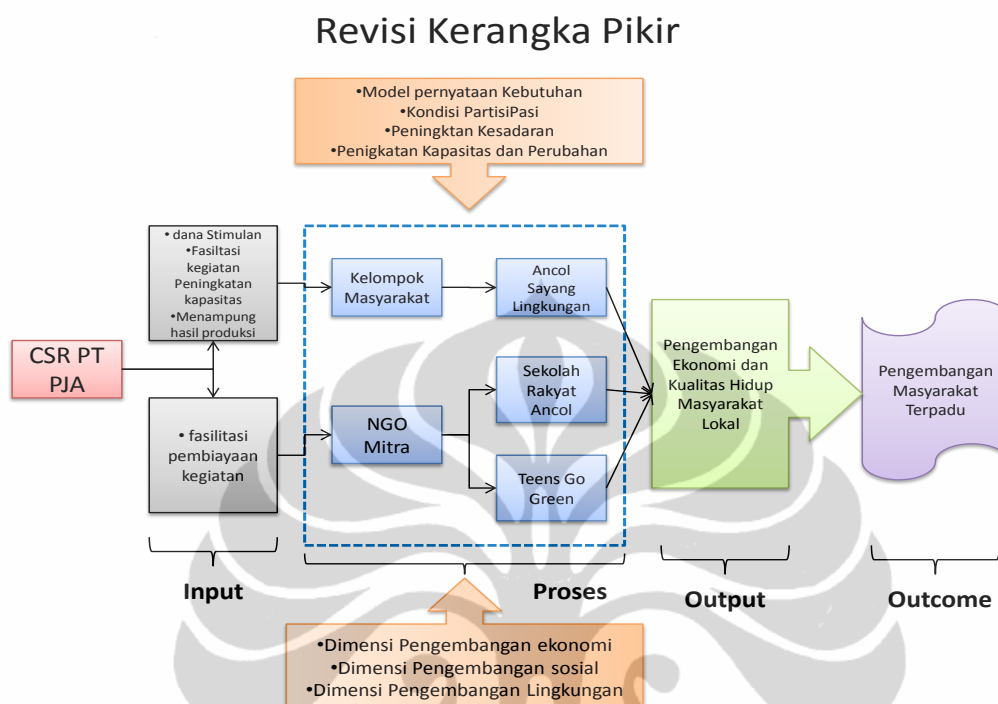 Revisi Kerangka Pikir
•Model pernyataan Kebutuhan
•Kondisi PartisiPasi
•Peningktan Kesadaran
•Penigkatan Kapasitas dan Perubahan
• dana Stimulan
•Fasiltasi
kegiatan
Peningkatan
kapasitas
•Menampung
hasil produksi
Kelompok
Masyarakat
Ancol
Sayang
Lingkungan
CSR PT
PJA
Sekolah
Rakyat
Ancol
Pengembangan
Ekonomi dan
Kualitas Hidup
Masyarakat
Lokal
Pengembangan
Masyarakat
Terpadu
• fasilitasi
pembiayaan
kegiatan
NGO
Mitra
Teens Go
Green
Input
Proses
Output
Outcome
•Dimensi Pengembangan ekonomi
•Dimensi Pengembangan sosial
•Dimensi Pengembangan Lingkungan